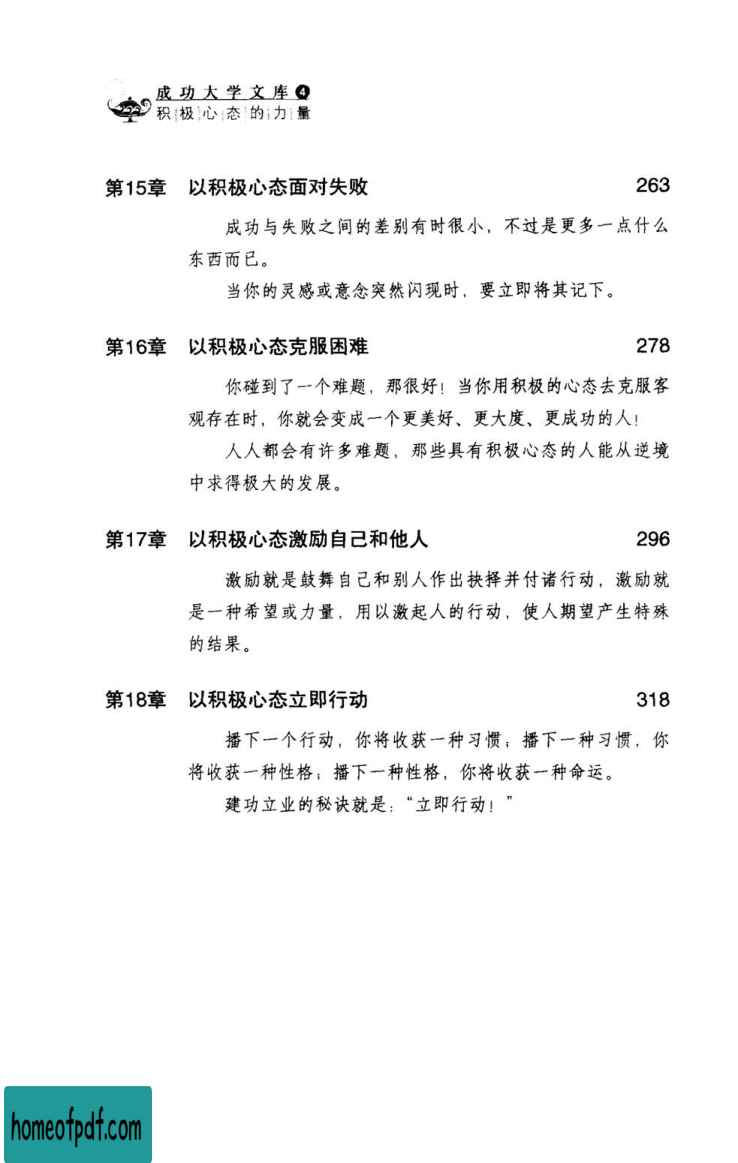 成功大学文库❹
积极心态的力量
第15章 以积极心态面对失败 263
成功与失败之间的差别有时很小，不过是更多一点什么
东西而已。
当你的灵感或意念突然闪现时，要立即将其记下。
第16章 以积极心态克服困难 278
你碰到了一个难题，那很好！当你用积极的心态去克服客
观存在时，你就会变成一个更美好、更大度、更成功的人！
人人都会有许多难题，那些具有积极心态的人能从逆境
中求得极大的发展。
第17章 以积极心态激励自己和他人 296
激励就是鼓舞自己和别人作出抉择并付诸行动，激励就
是一种希望或力量，用以激起人的行动，使人期望产生特殊
的结果。
第18章 以积极心态立即行动 318
播下一个行动，你将收获一种习惯；播下一种习惯，你
将收获一种性格；播下一种性格，你将收获一种命运。
建功立业的秘诀就是：“立即行动！”
homeofpdf.com